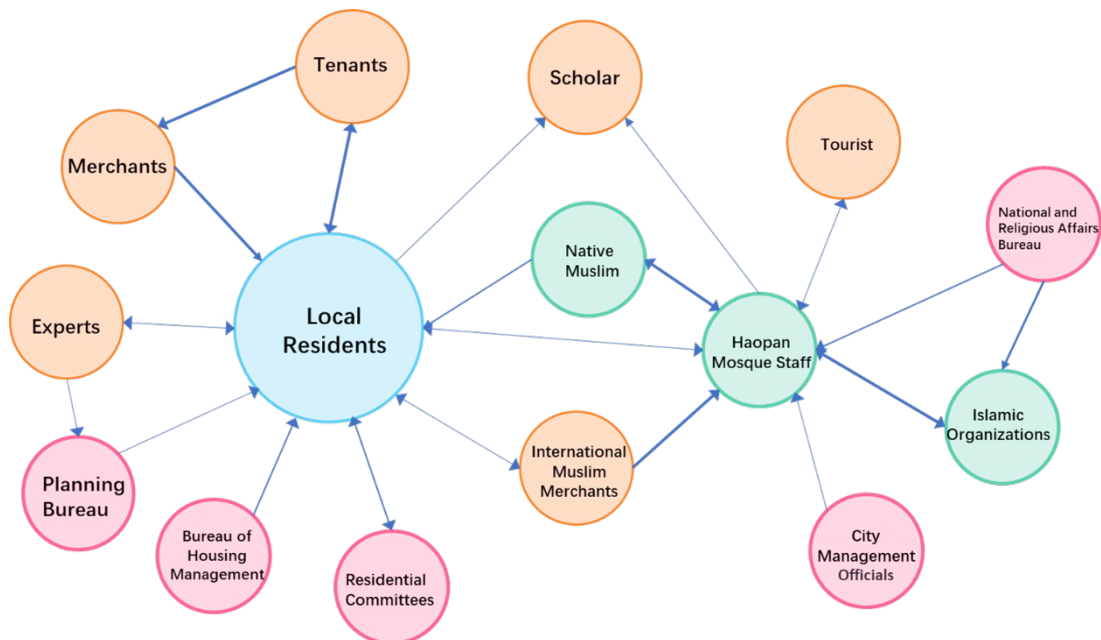 Tenants
Scholar
Tourist
Merchants
National and
Religious Affairs
Bureau
Native
Muslim
Local
Residents
Experts
Haopan
Mosque Staff
Islamic
Organizations
International
Muslim
Merchants
Planning
Bureau
Bureau of
Housing
Management
Residential
Committees
City
Management
Officials